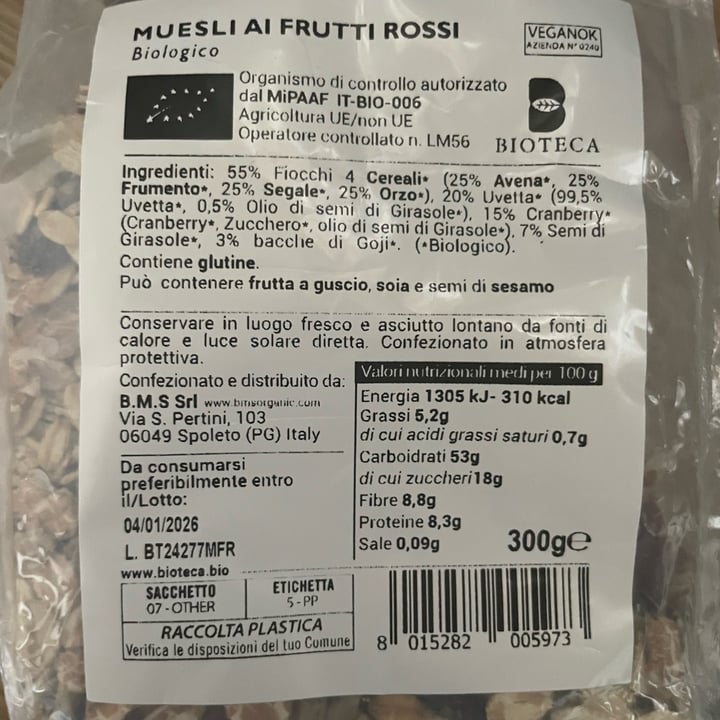 MUESLI AI FRUTTI ROSSI
Biologico
VEGANOK
AZIENDA N° 0240
Organismo di controllo autorizzato
dal MiPAAF IT-BIO-006
Agricoltura UE/non UE
Operatore controllato n. LM56
BIOTECA
Ingredienti: 55% Fiocchi 4 Cereali* (25% Avena*, 25%
Frumento*, 25% Segale*, 25% Orzo*), 20% Uvetta* (99,5%
Uvetta*, 0,5% Olio di semi di Girasole*), 15% Cranberry*
(Cranberry*, Zucchero*, olio di semi di Girasole*), 7% Semi di
Girasole*, 3% bacche di Goji*. (*Biologico).
Contiene glutine.
Può contenere frutta a guscio, soia e semi di sesamo
Conservare in luogo fresco e asciutto lontano da fonti di
calore e luce solare diretta. Confezionato in atmosfera
protettiva.
Confezionato e distribuito da:
B.M.S Srl www.bmsorganic.com
Via S. Pertini, 103
06049 Spoleto (PG) Italy
Da consumarsi
preferibilmente entro
il/Lotto:
04/01/2026
L. BT24277MFR
www.bioteca.bio
Valori nutrizionali medi per 100 g
Energia 1305 kJ- 310 kcal
Grassi 5,2g
di cui acidi grassi saturi 0,7g
Carboidrati 53g
di cui zuccheri 18g
Fibre 8,8g
Proteine 8,3g
Sale 0,09g
300g℮
SACCHETTO
07 - OTHER
ETICHETTA
5 - PP
RACCOLTA PLASTICA
Verifica le disposizioni del tuo Comune
8 015282 005973